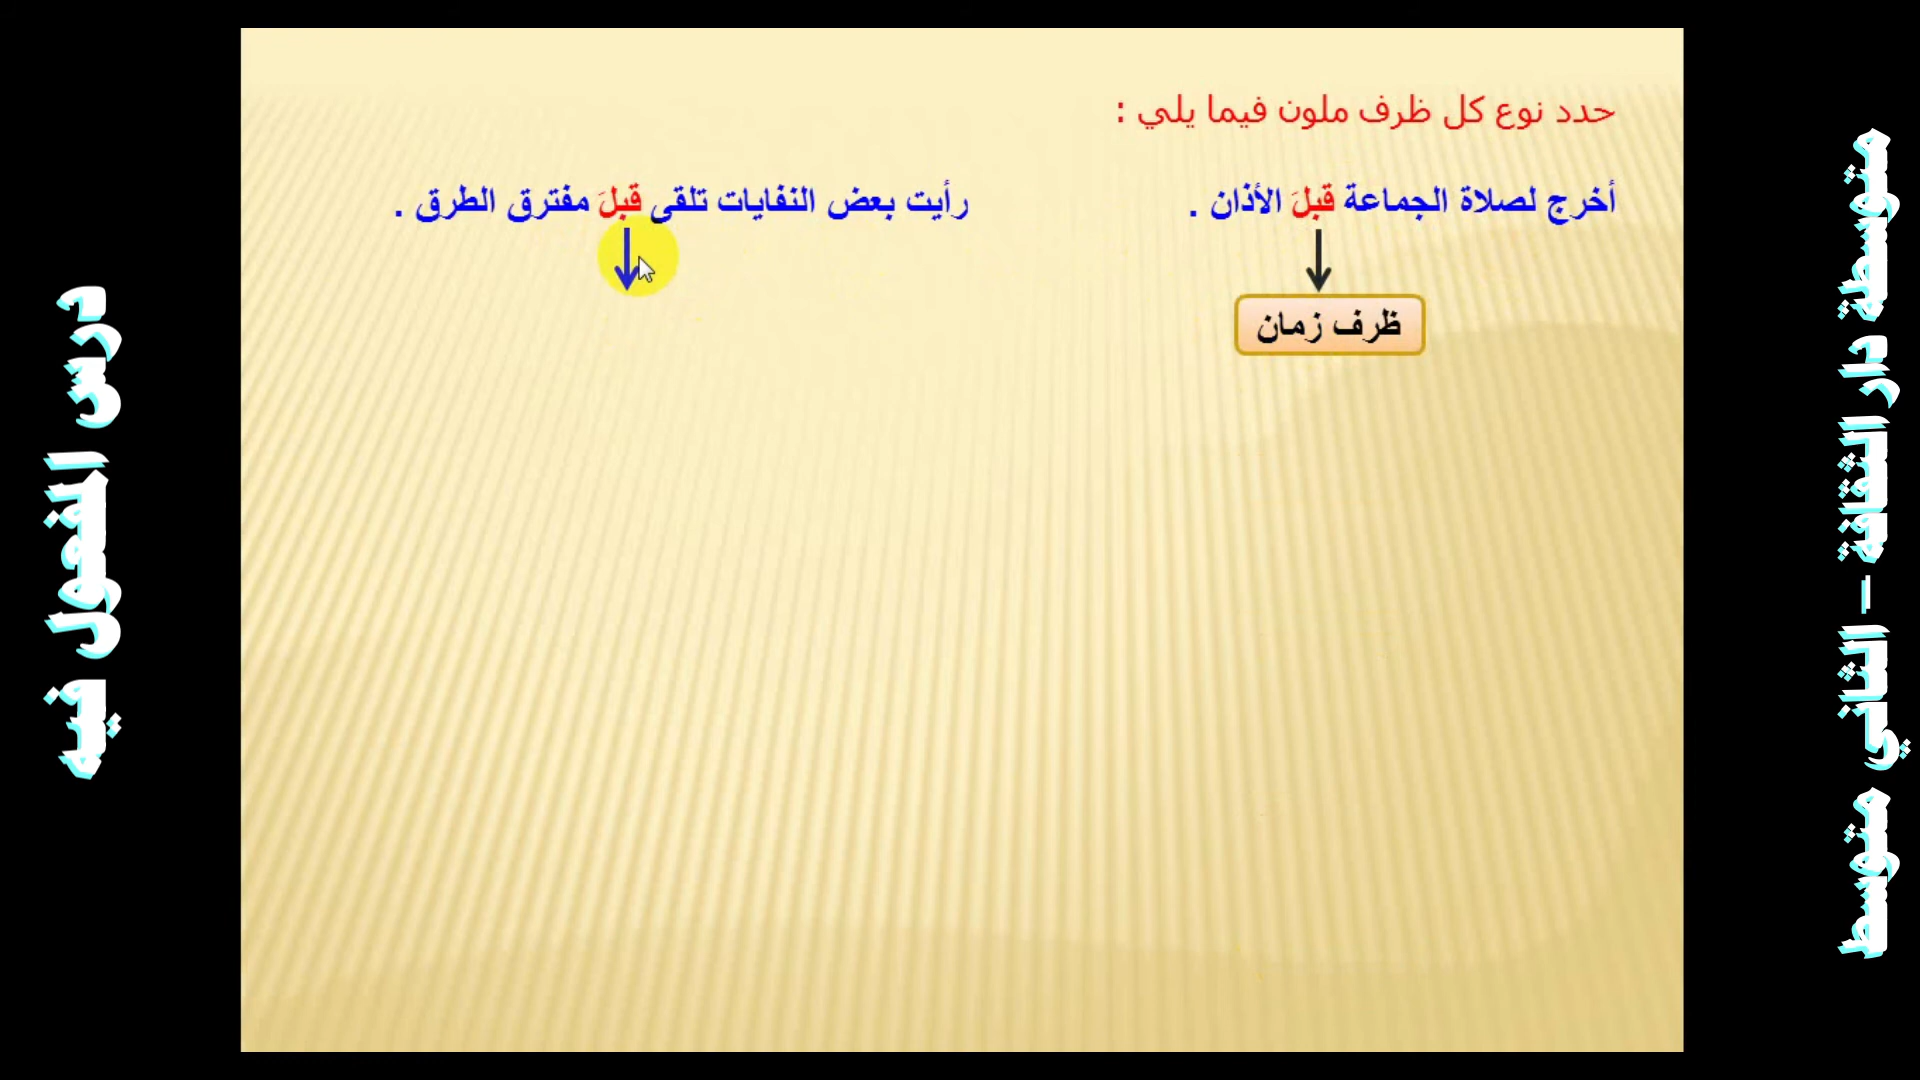 حدد نوع كل ظرف ملون فيما يلي :
أخرج لصلاة الجماعة قبلَ الأذان .
رأيت بعض النفايات تلقى قبلَ مفترق الطرق .
ظرف زمان
متوسطة دار الثقافة – الثاني متوسط
درس المفعول فيه